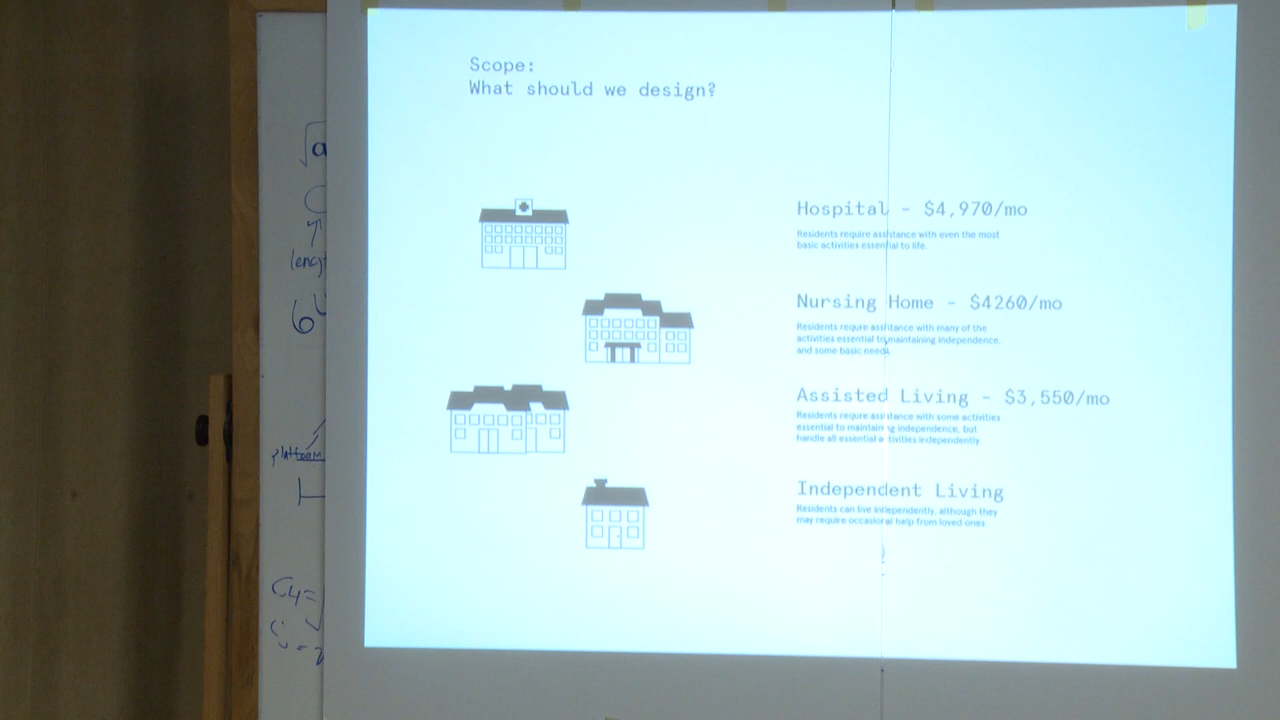 Scope:
What should we design?
Hospital - $4,970/mo
Residents require assistance with even the most
basic activities essential to life.
Nursing Home - $4260/mo
Residents requre assistance with many of the
activities essential to maintaining independence,
and some basic needs.
Assisted Living - $3,550/mo
Residents requre assistance with some activities
essential to maintaining independence, but
handle all essential activities independently.
Independent Living
Residents can live independently, although they
may require occasional help from loved ones.
a
6
platform
T
C4=